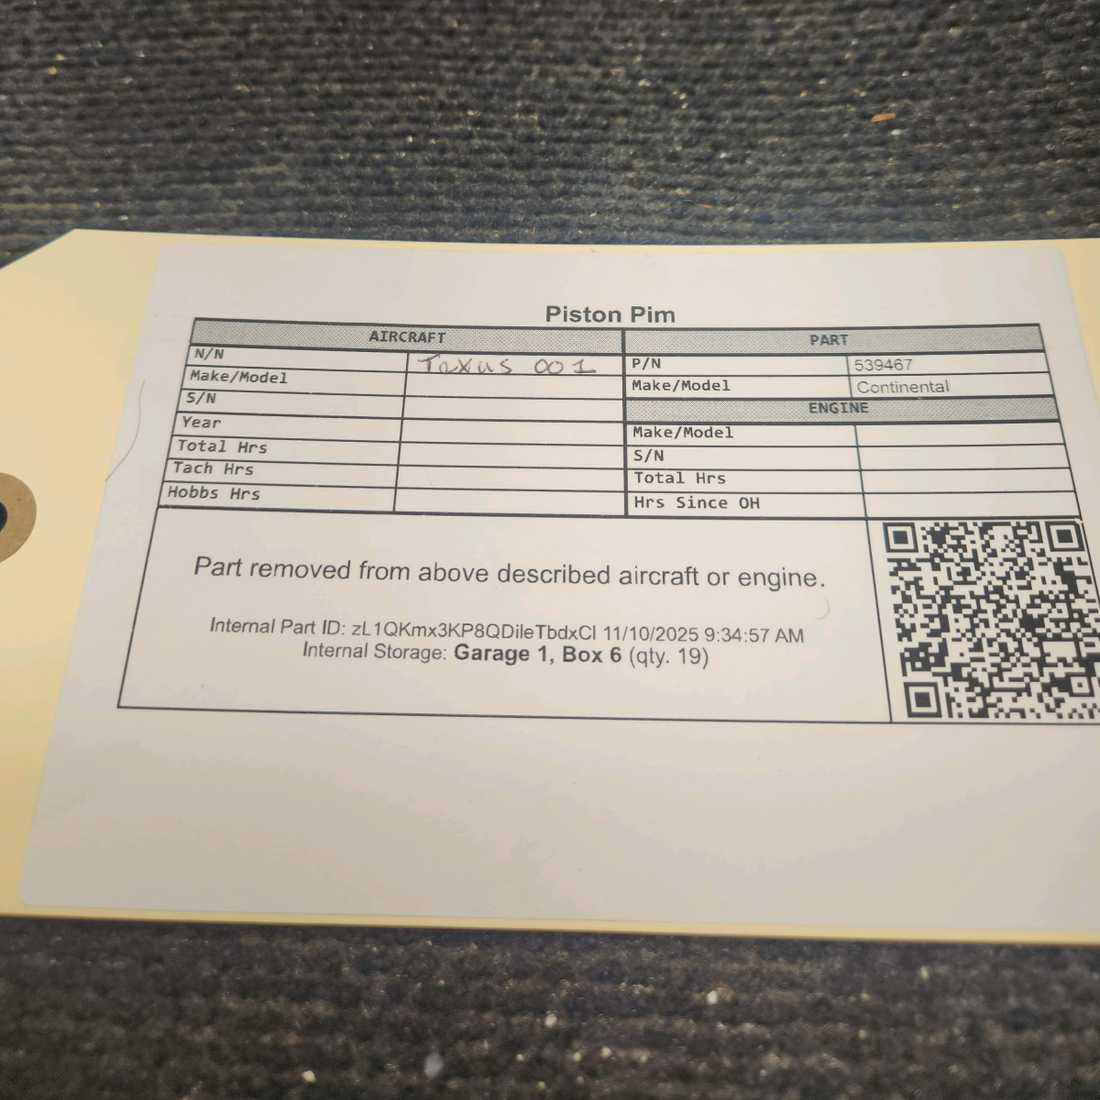 Piston Pim
AIRCRAFT
N/N Taxus 001
Make/Model
S/N
Year
Total Hrs
Tach Hrs
Hobbs Hrs
PART
P/N 539467
Make/Model Continental
ENGINE
Make/Model
S/N
Total Hrs
Hrs Since OH
Part removed from above described aircraft or engine.
Internal Part ID: zL1QKmx3KP8QDileTbdxCl 11/10/2025 9:34:57 AM
Internal Storage: Garage 1, Box 6 (qty. 19)